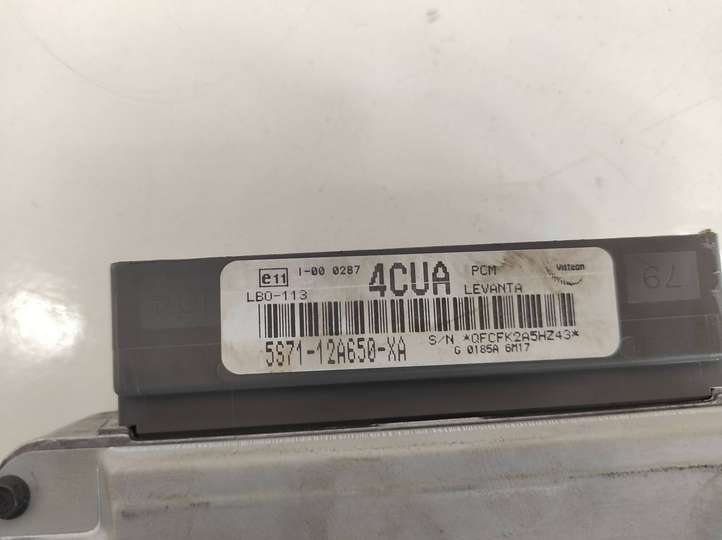 e11 I-00 0287 4CUA PCM Visteon
LB0-113 LEVANTA
5S71-12A650-XA S/N *QFCFK2A5HZ43*
G 0185A 6M17
79